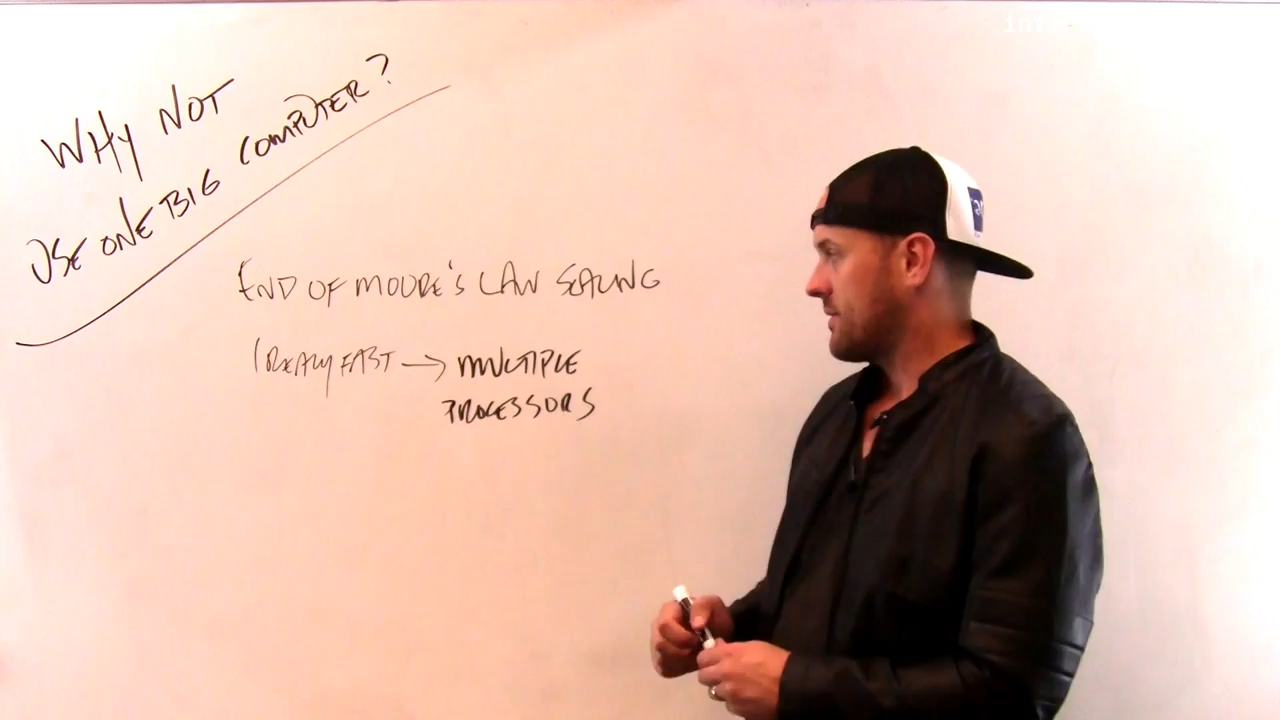 WHY NOT
USE ONE BIG COMPUTER?
END OF MOORE'S LAW SCALING
1 REALLY FAST → MULTIPLE
PROCESSORS